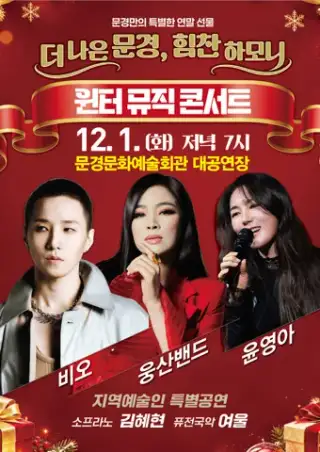 문경만의 특별한 연말 선물
더 나은 문경, 힘찬 하모니
윈터 뮤직 콘서트
12. 1. (화) 저녁 7시
문경문화예술회관 대공연장
비오
웅산밴드
윤영아
지역예술인 특별공연
소프라노 김혜현 퓨전국악 여울